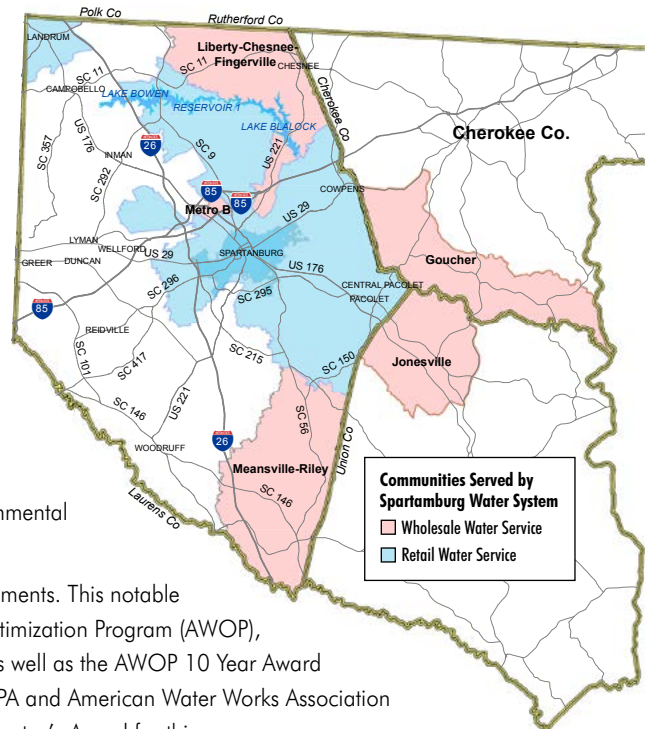 Polk Co
Rutherford Co
LANDRUM
Liberty-Chesnee-
Fingerville
SC 11
SC 11
CHESNEE
CAMPOBELLO
LAKE BOWEN
RESERVOIR 1
Cherokee Co
LAKE BLALOCK
Cherokee Co.
SC 357
US 176
26
SC 9
US 221
INMAN
SC 292
85
85
COWPENS
Metro B
US 29
LYMAN
WELLFORD
SPARTANBURG
Goucher
GREER
DUNCAN
US 29
US 176
SC 296
SC 295
CENTRAL PACOLET
PACOLET
85
REIDVILLE
SC 215
SC 150
Jonesville
SC 101
SC 417
US 221
SC 146
SC 56
WOODRUFF
26
Union Co
Meansville-Riley
SC 146
Laurens Co
Communities Served by
Spartamburg Water System
Wholesale Water Service
Retail Water Service
nmental
ments. This notable
timization Program (AWOP),
s well as the AWOP 10 Year Award
PA and American Water Works Association